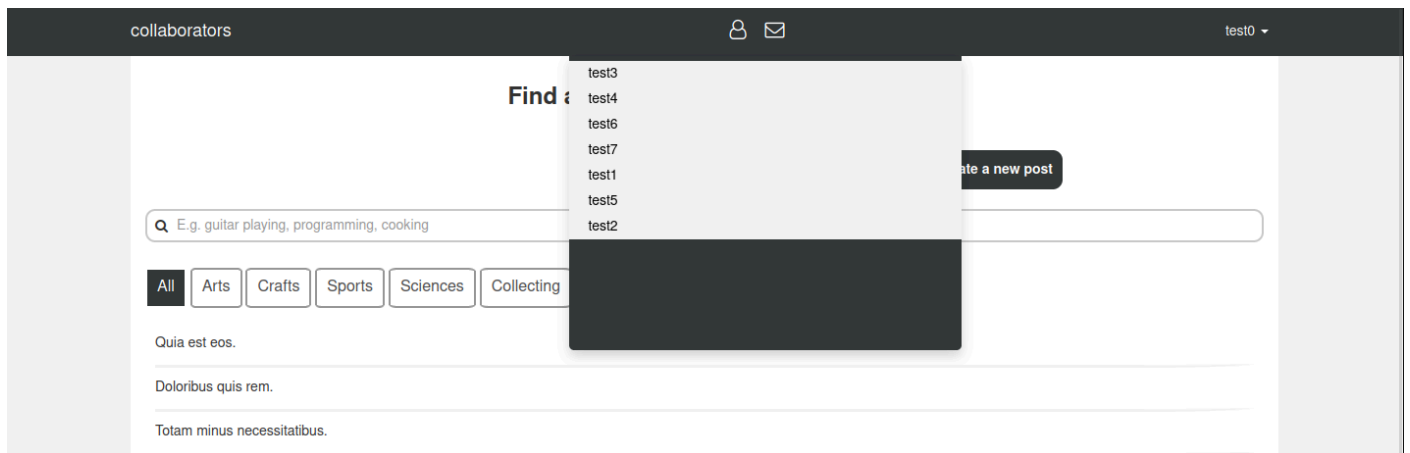 collaborators
test0
Find
test3
test4
test6
test7
test1
test5
test2
a new post
E.g. guitar playing, programming, cooking
All Arts Crafts Sports Sciences Collecting
Quia est eos.
Doloribus quis rem.
Totam minus necessitatibus.